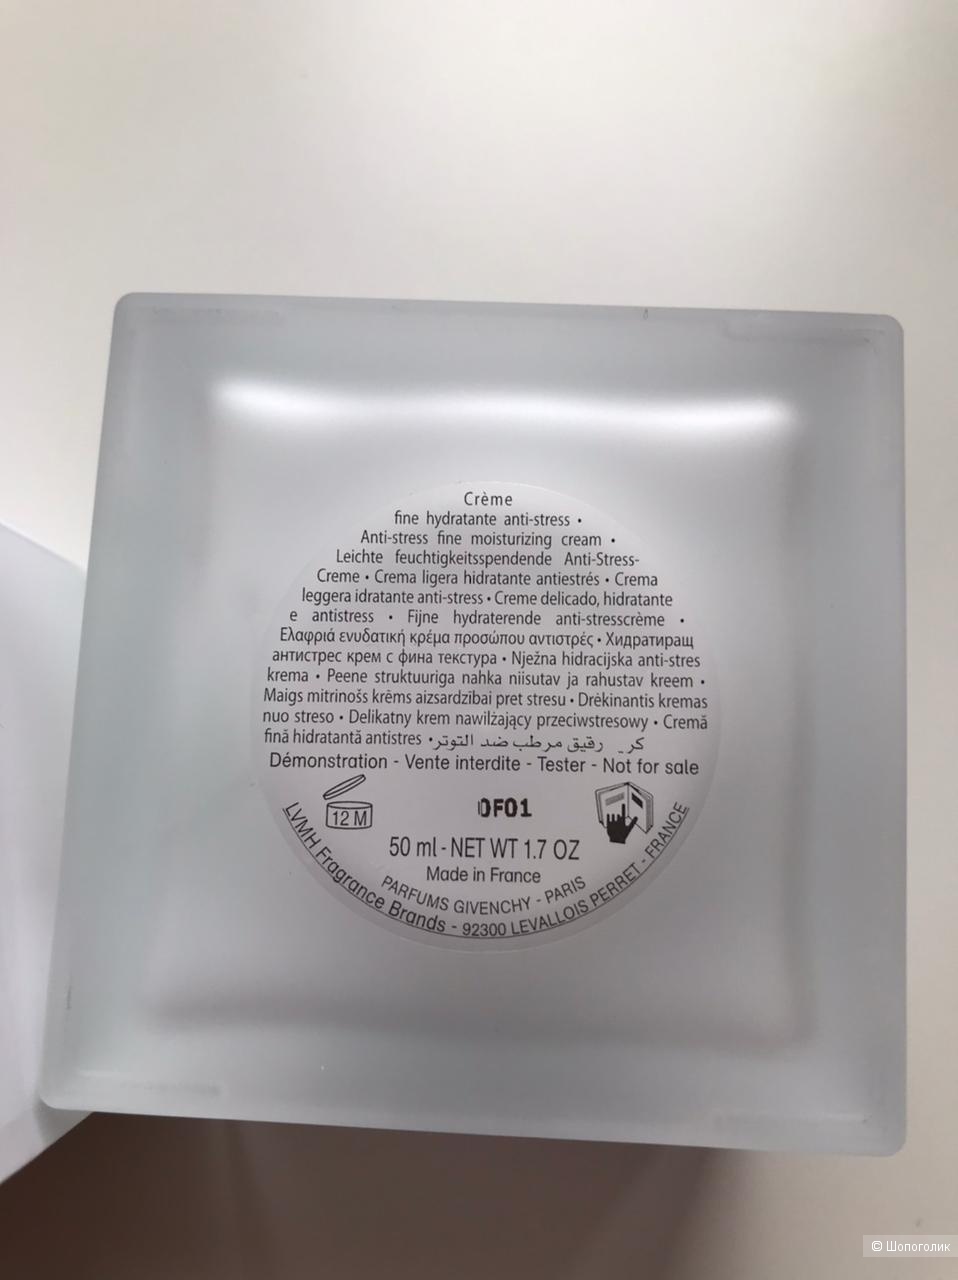 Crème
fine hydratante anti-stress •
Anti-stress fine moisturizing cream •
Leichte feuchtigkeitsspendende Anti-Stress-
Creme • Crema ligera hidratante antiestrés • Crema
leggera idratante anti-stress • Creme delicado, hidratante
e antistress • Fijne hydraterende anti-stresscrème •
Ελαφριά ενυδατική κρέμα προσώπου αντιστρές • Хидратиращ
антистрес крем с фина текстура • Nježna hidracijska anti-stres
krema • Peene struktuuriga nahka niisutav ja rahustav kreem •
Maigs mitrinošs krēms aizsardzībai pret stresu • Drėkinantis kremas
nuo streso • Delikatny krem nawilżający przeciwstresowy • Cremă
fină hidratantă antistres • رقيق مرطب ضد التوتر
Démonstration - Vente interdite - Tester - Not for sale
12 M
0F01
50 ml - NET WT 1.7 OZ
Made in France
PARFUMS GIVENCHY - PARIS
LVMH Fragrance Brands - 92300 LEVALLOIS PERRET - FRANCE
© Шопоголик